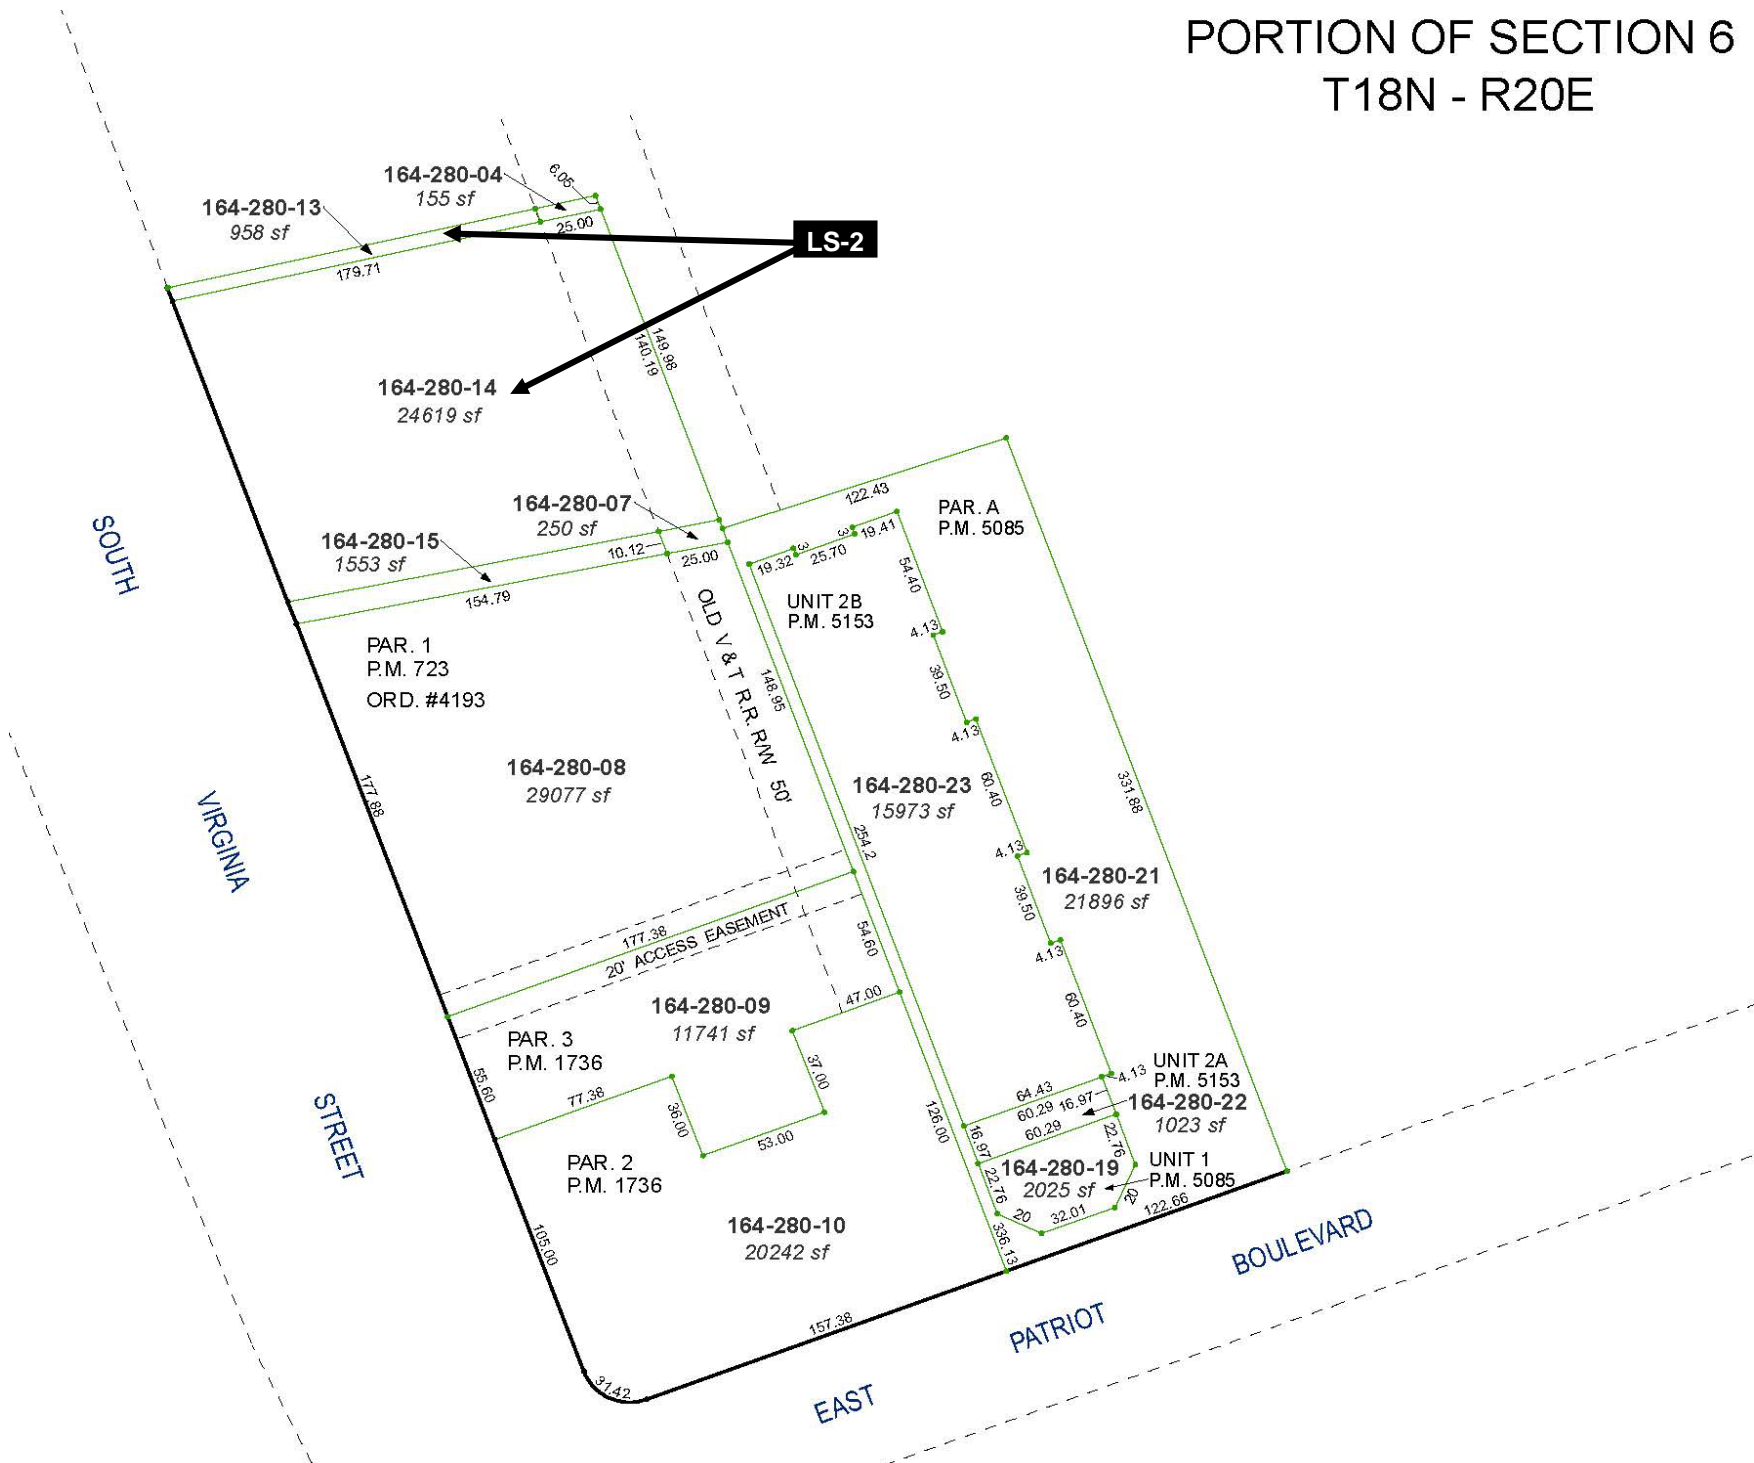 PORTION OF SECTION 6
T18N - R20E
164-280-04
155 sf
6.05
164-280-13
958 sf
25.00
LS-2
179.71
149.98
140.19
164-280-14
24619 sf
122.43
164-280-07
250 sf
PAR. A
P.M. 5085
164-280-15
1553 sf
10.12
25.00
19.32
3
25.70
3
19.41
54.40
154.79
UNIT 2B
P.M. 5153
4.13
SOUTH
PAR. 1
P.M. 723
ORD. #4193
OLD V & T R.R. R/W 50'
148.95
39.50
4.13
164-280-08
29077 sf
177.88
164-280-23
15973 sf
60.40
331.88
VIRGINIA
254.2
4.13
164-280-21
21896 sf
39.50
177.38
20' ACCESS EASEMENT
54.60
4.13
164-280-09
11741 sf
47.00
60.40
PAR. 3
P.M. 1736
55.60
77.38
37.00
36.00
53.00
126.00
64.43
4.13
UNIT 2A
P.M. 5153
60.29
16.97
164-280-22
1023 sf
60.29
16.97
22.76
STREET
PAR. 2
P.M. 1736
164-280-19
2025 sf
UNIT 1
P.M. 5085
22.76
20
32.01
20
122.66
164-280-10
20242 sf
105.00
336.13
157.38
31.42
EAST
PATRIOT
BOULEVARD